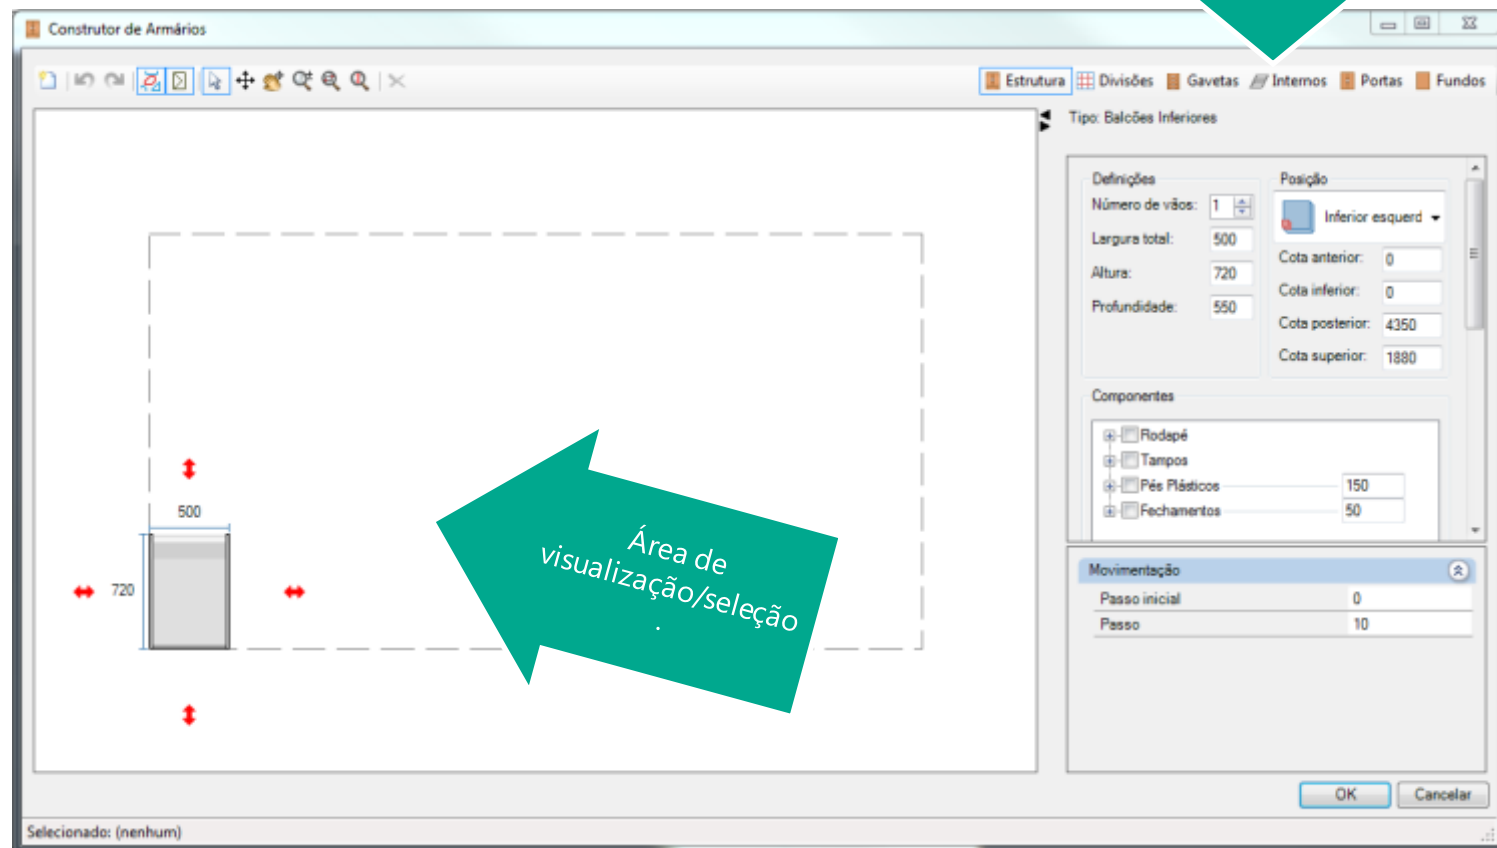 Construtor de Armários
Estrutura Divisões Gavetas Internos Portas Fundos
Tipo: Balcões Inferiores
Definições
Número de vãos: 1
Largura total: 500
Altura: 720
Profundidade: 550
Posição
Inferior esquerd
Cota anterior: 0
Cota inferior: 0
Cota posterior: 4350
Cota superior: 1880
Componentes
Rodapé
Tampos
Pés Plásticos 150
Fechamentos 50
500
720
Área de
visualização/seleção
.
Movimentação
Passo inicial 0
Passo 10
OK Cancelar
Selecionado: (nenhum)